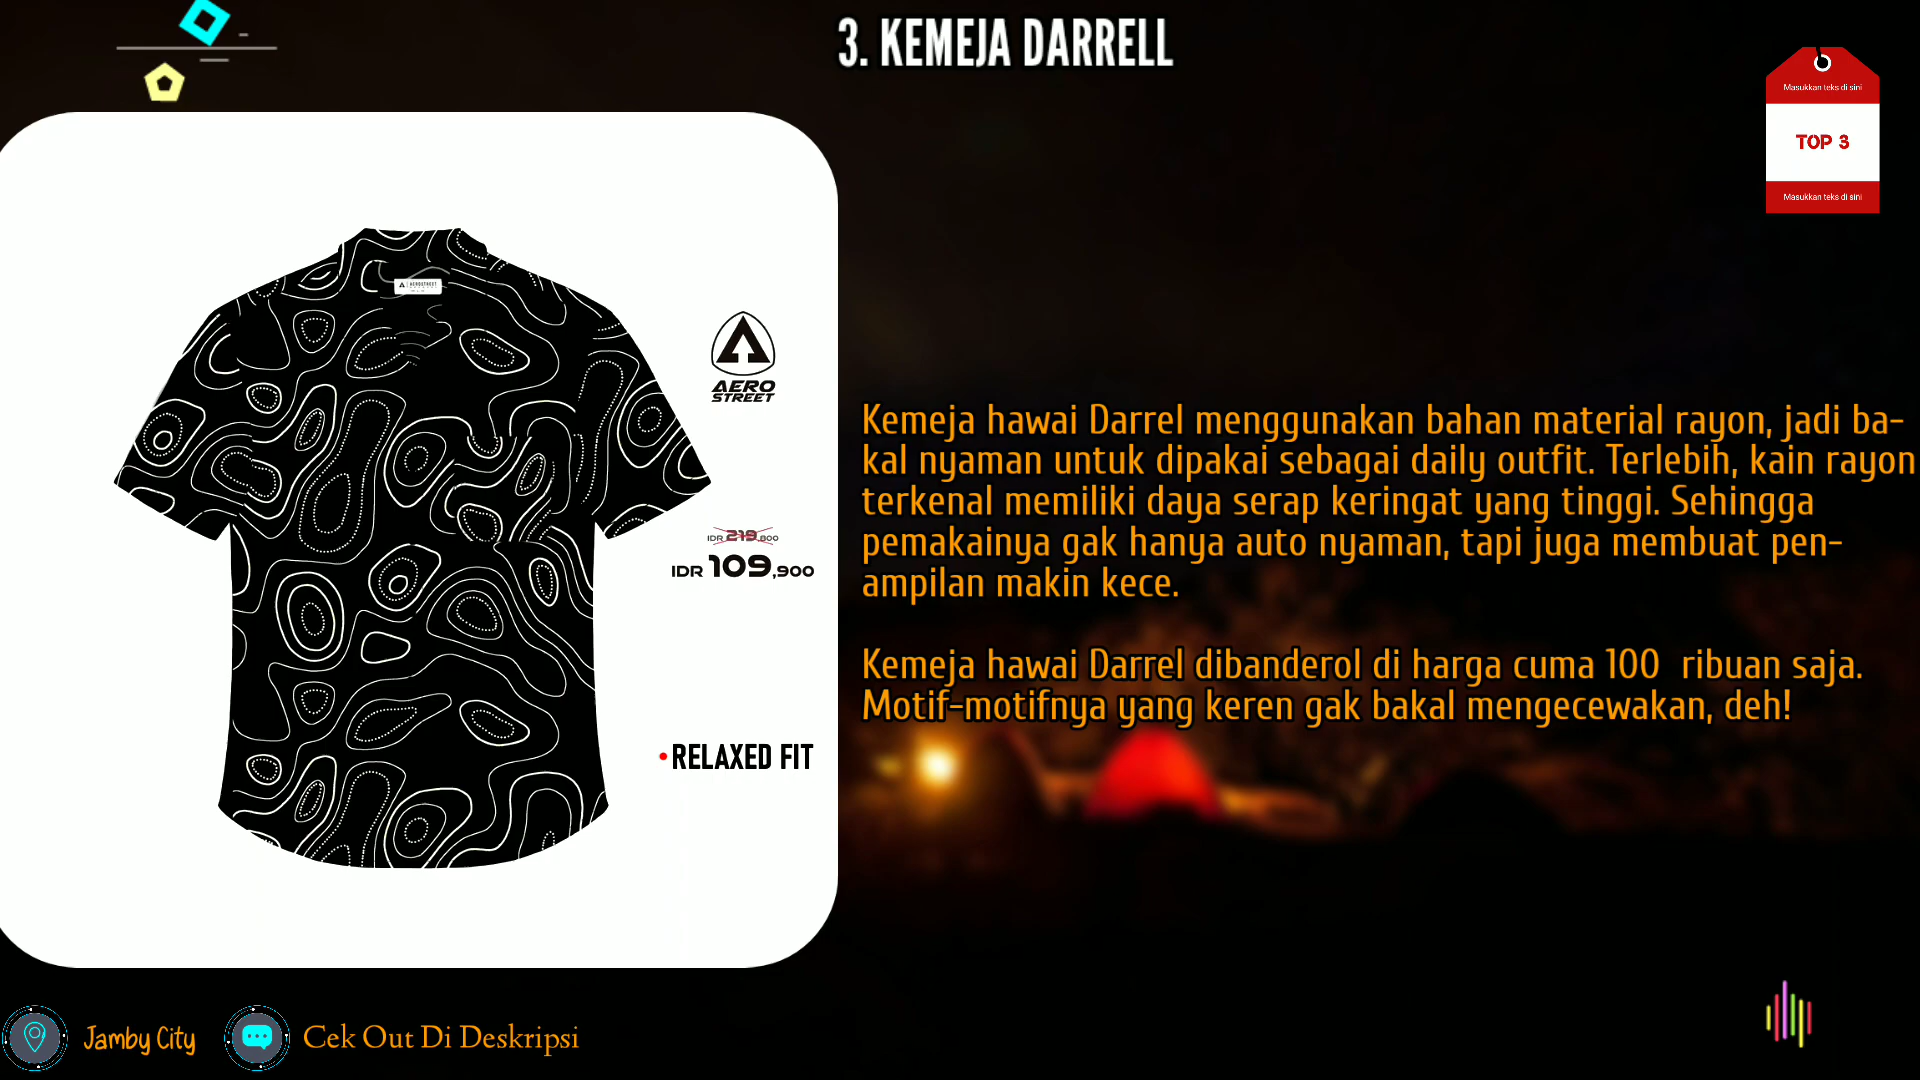 3. KEMEJA DARRELL
Masukkan teks di sini
TOP 3
Masukkan teks di sini
AEROSTREET
AERO
STREET
IDR 219,800
IDR 109,900
• RELAXED FIT
Kemeja hawai Darrel menggunakan bahan material rayon, jadi ba-
kal nyaman untuk dipakai sebagai daily outfit. Terlebih, kain rayon
terkenal memiliki daya serap keringat yang tinggi. Sehingga
pemakainya gak hanya auto nyaman, tapi juga membuat pen-
ampilan makin kece.
Kemeja hawai Darrel dibanderol di harga cuma 100 ribuan saja.
Motif-motifnya yang keren gak bakal mengecewakan, deh!
Jamby City
Cek Out Di Deskripsi